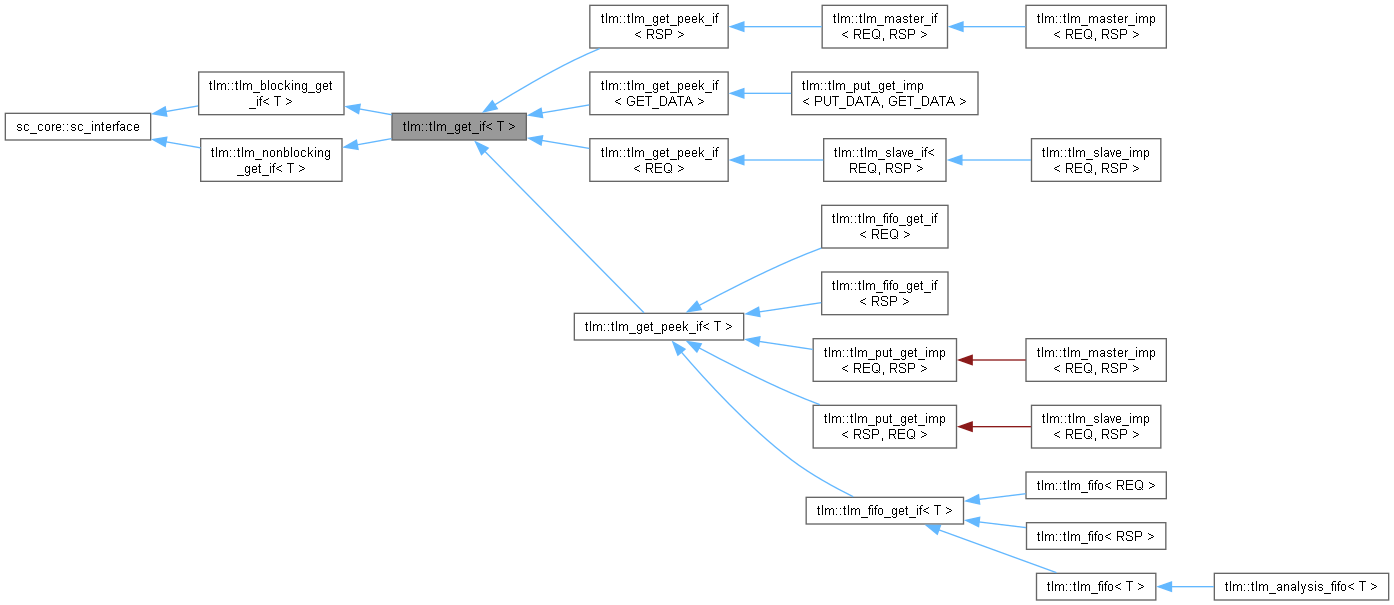 tlm::tlm_get_peek_if
< RSP >
tlm::tlm_master_if
< REQ, RSP >
tlm::tlm_master_imp
< REQ, RSP >
tlm::tlm_blocking_get
_if< T >
tlm::tlm_get_peek_if
< GET_DATA >
tlm::tlm_put_get_imp
< PUT_DATA, GET_DATA >
sc_core::sc_interface
tlm::tlm_get_if< T >
tlm::tlm_nonblocking
_get_if< T >
tlm::tlm_get_peek_if
< REQ >
tlm::tlm_slave_if<
REQ, RSP >
tlm::tlm_slave_imp
< REQ, RSP >
tlm::tlm_fifo_get_if
< REQ >
tlm::tlm_fifo_get_if
< RSP >
tlm::tlm_get_peek_if< T >
tlm::tlm_put_get_imp
< REQ, RSP >
tlm::tlm_master_imp
< REQ, RSP >
tlm::tlm_put_get_imp
< RSP, REQ >
tlm::tlm_slave_imp
< REQ, RSP >
tlm::tlm_fifo_get_if< T >
tlm::tlm_fifo< REQ >
tlm::tlm_fifo< RSP >
tlm::tlm_fifo< T >
tlm::tlm_analysis_fifo< T >